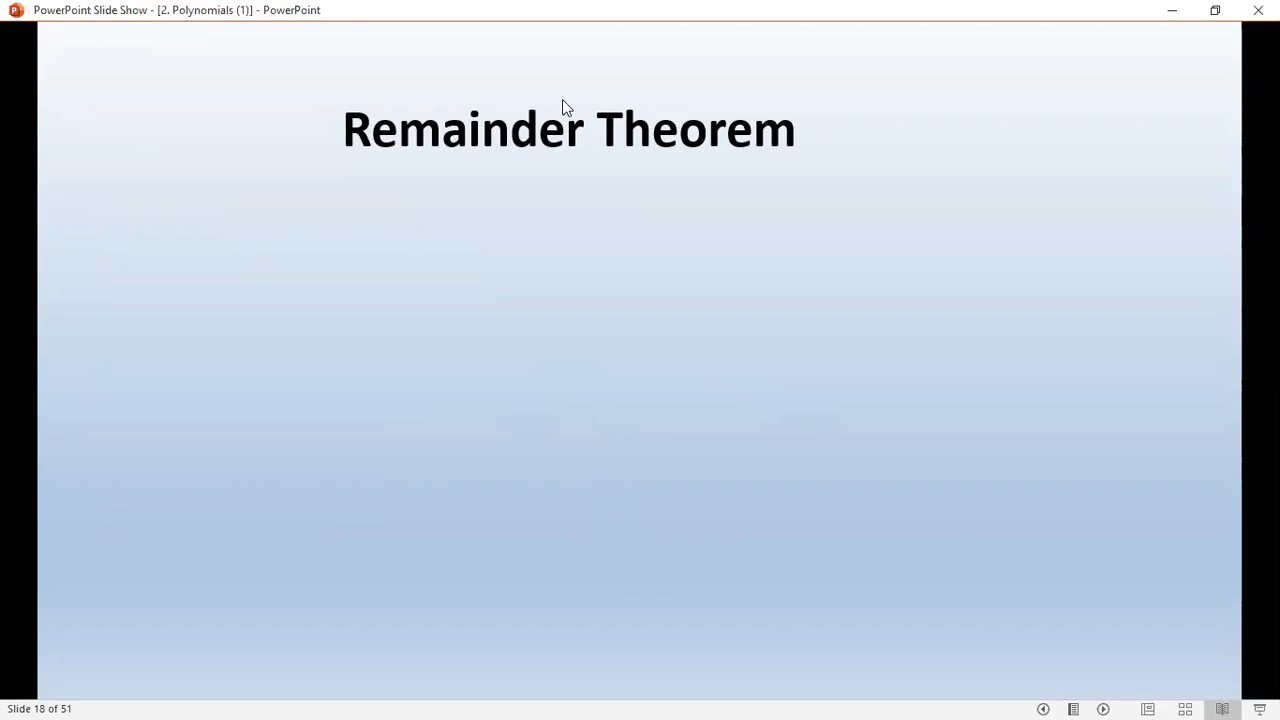 PowerPoint Slide Show - [2. Polynomials (1)] - PowerPoint
Remainder Theorem
Slide 18 of 51